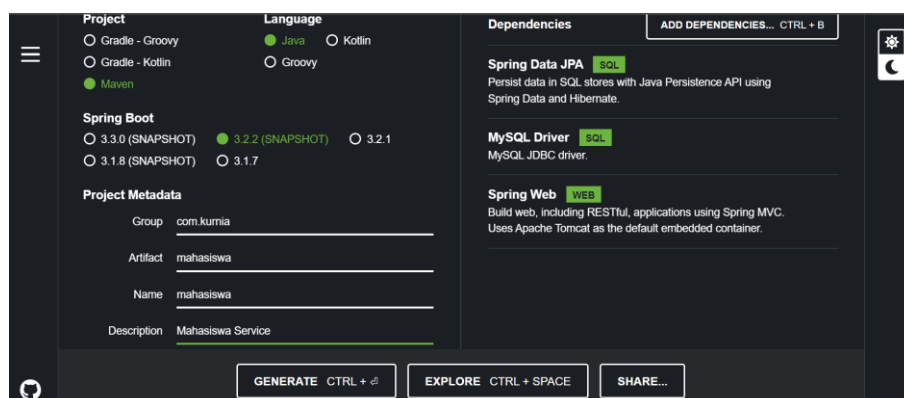 Project
Gradle - Groovy
Gradle - Kotlin
Maven
Language
Java Kotlin
Groovy
Spring Boot
3.3.0 (SNAPSHOT) 3.2.2 (SNAPSHOT) 3.2.1
3.1.8 (SNAPSHOT) 3.1.7
Project Metadata
Group com.kurnia
Artifact mahasiswa
Name mahasiswa
Description Mahasiswa Service
Dependencies
ADD DEPENDENCIES... CTRL + B
Spring Data JPA SQL
Persist data in SQL stores with Java Persistence API using
Spring Data and Hibernate.
MySQL Driver SQL
MySQL JDBC driver.
Spring Web WEB
Build web, including RESTful, applications using Spring MVC.
Uses Apache Tomcat as the default embedded container.
GENERATE CTRL + ⏎
EXPLORE CTRL + SPACE
SHARE...